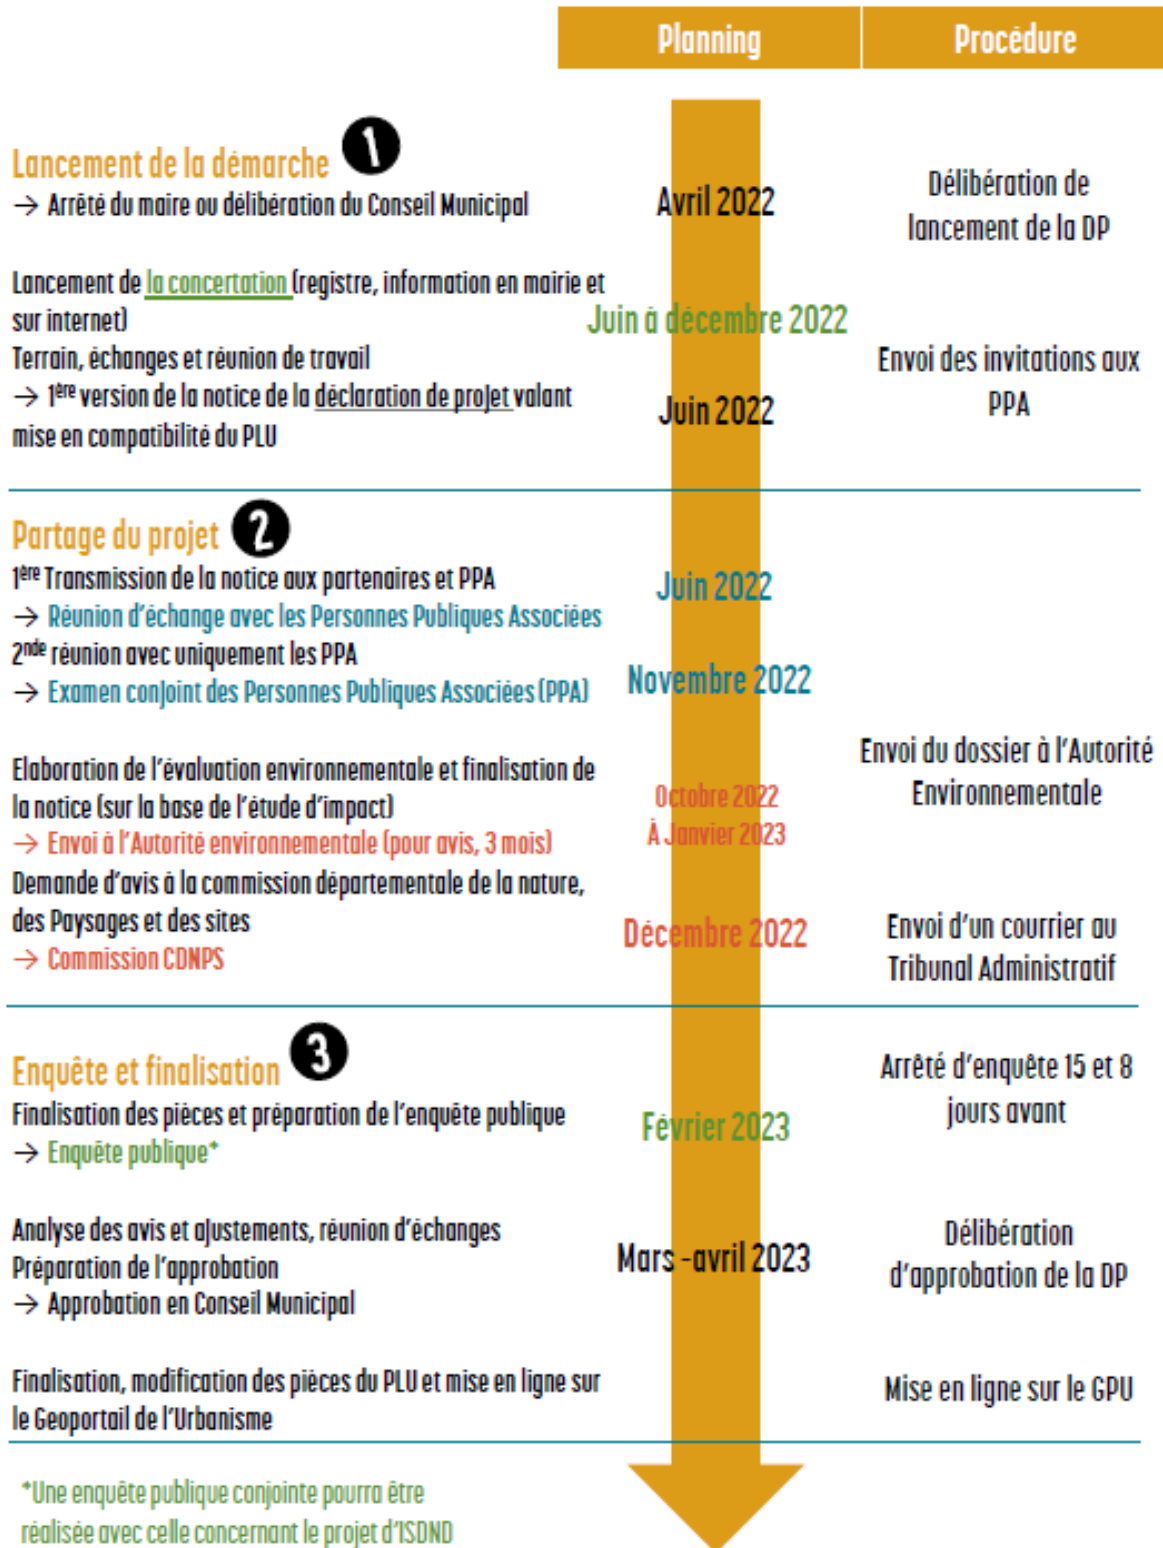 Planning
Procédure
Lancement de la démarche 1
→ Arrêté du maire ou délibération du Conseil Municipal
Avril 2022
Délibération de
lancement de la DP
Lancement de la concertation (registre, information en mairie et
sur internet)
Juin à décembre 2022
Terrain, échanges et réunion de travail
→ 1ère version de la notice de la déclaration de projet valant
mise en compatibilité du PLU
Juin 2022
Envoi des invitations aux
PPA
Partage du projet 2
1ère Transmission de la notice aux partenaires et PPA
→ Réunion d'échange avec les Personnes Publiques Associées
Juin 2022
2nde réunion avec uniquement les PPA
→ Examen conjoint des Personnes Publiques Associées (PPA)
Novembre 2022
Elaboration de l'évaluation environnementale et finalisation de
la notice (sur la base de l'étude d'impact)
→ Envoi à l'Autorité environnementale (pour avis, 3 mois)
Octobre 2022
À Janvier 2023
Envoi du dossier à l'Autorité
Environnementale
Demande d'avis à la commission départementale de la nature,
des Paysages et des sites
→ Commission CDNPS
Décembre 2022
Envoi d'un courrier au
Tribunal Administratif
Enquête et finalisation 3
Finalisation des pièces et préparation de l'enquête publique
→ Enquête publique*
Février 2023
Arrêté d'enquête 15 et 8
jours avant
Analyse des avis et ajustements, réunion d'échanges
Préparation de l'approbation
→ Approbation en Conseil Municipal
Mars -avril 2023
Délibération
d'approbation de la DP
Finalisation, modification des pièces du PLU et mise en ligne sur
le Geoportail de l'Urbanisme
Mise en ligne sur le GPU
*Une enquête publique conjointe pourra être
réalisée avec celle concernant le projet d'ISDND